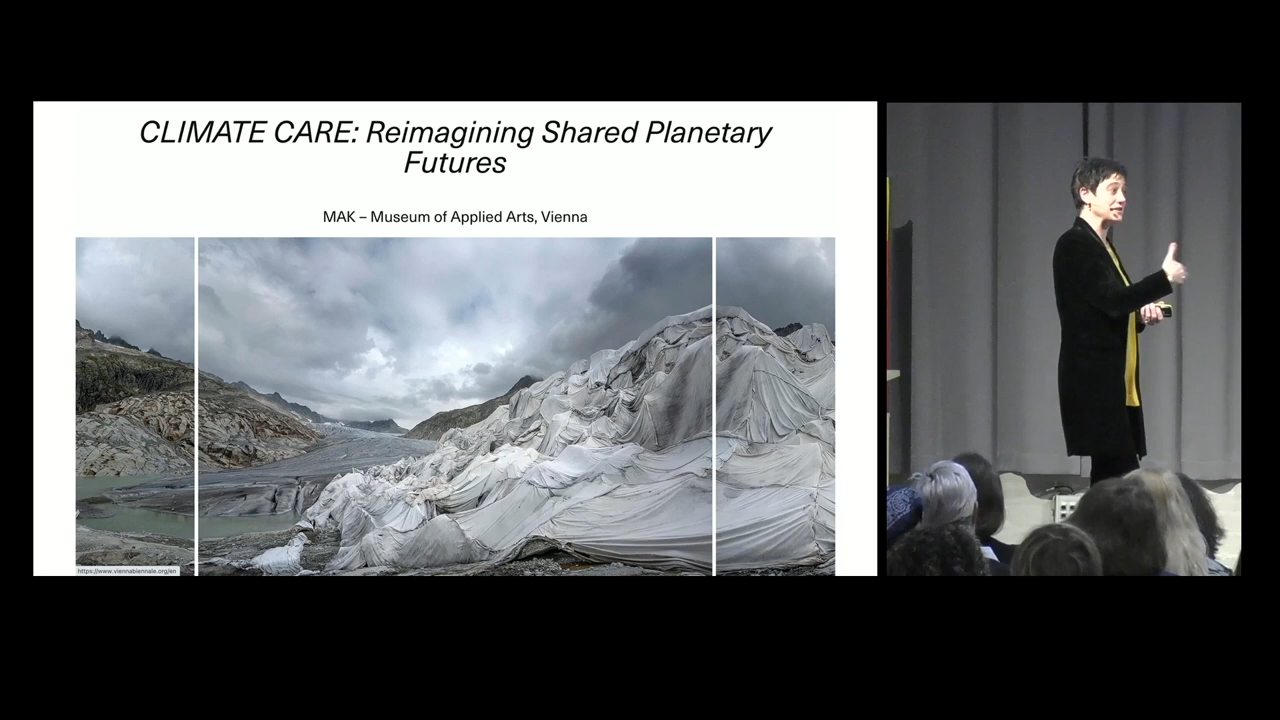 CLIMATE CARE: Reimagining Shared Planetary
Futures
MAK – Museum of Applied Arts, Vienna
https://www.viennabiennale.org/en